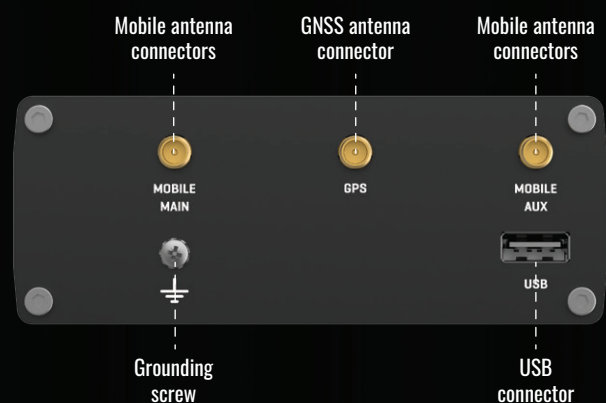 Mobile antenna
connectors
GNSS antenna
connector
Mobile antenna
connectors
MOBILE
MAIN
GPS
MOBILE
AUX
USB
Grounding
screw
USB
connector